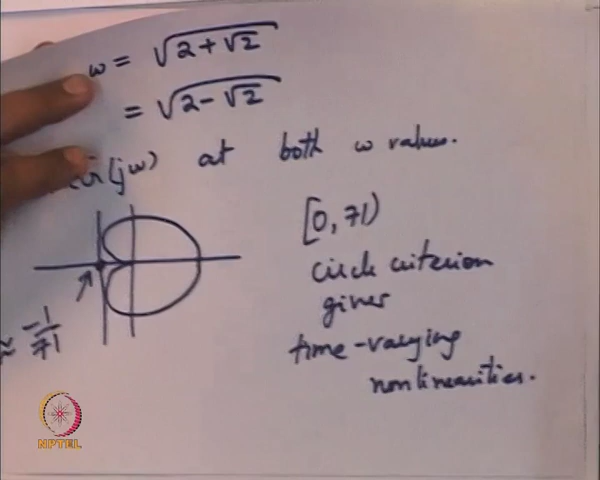 ω = √2+√2
= √2-√2
(jω) at both ω values.
[0, 71)
circle criterion
gives
time-varying
nonlinearities.
≈ -1/71
NPTEL